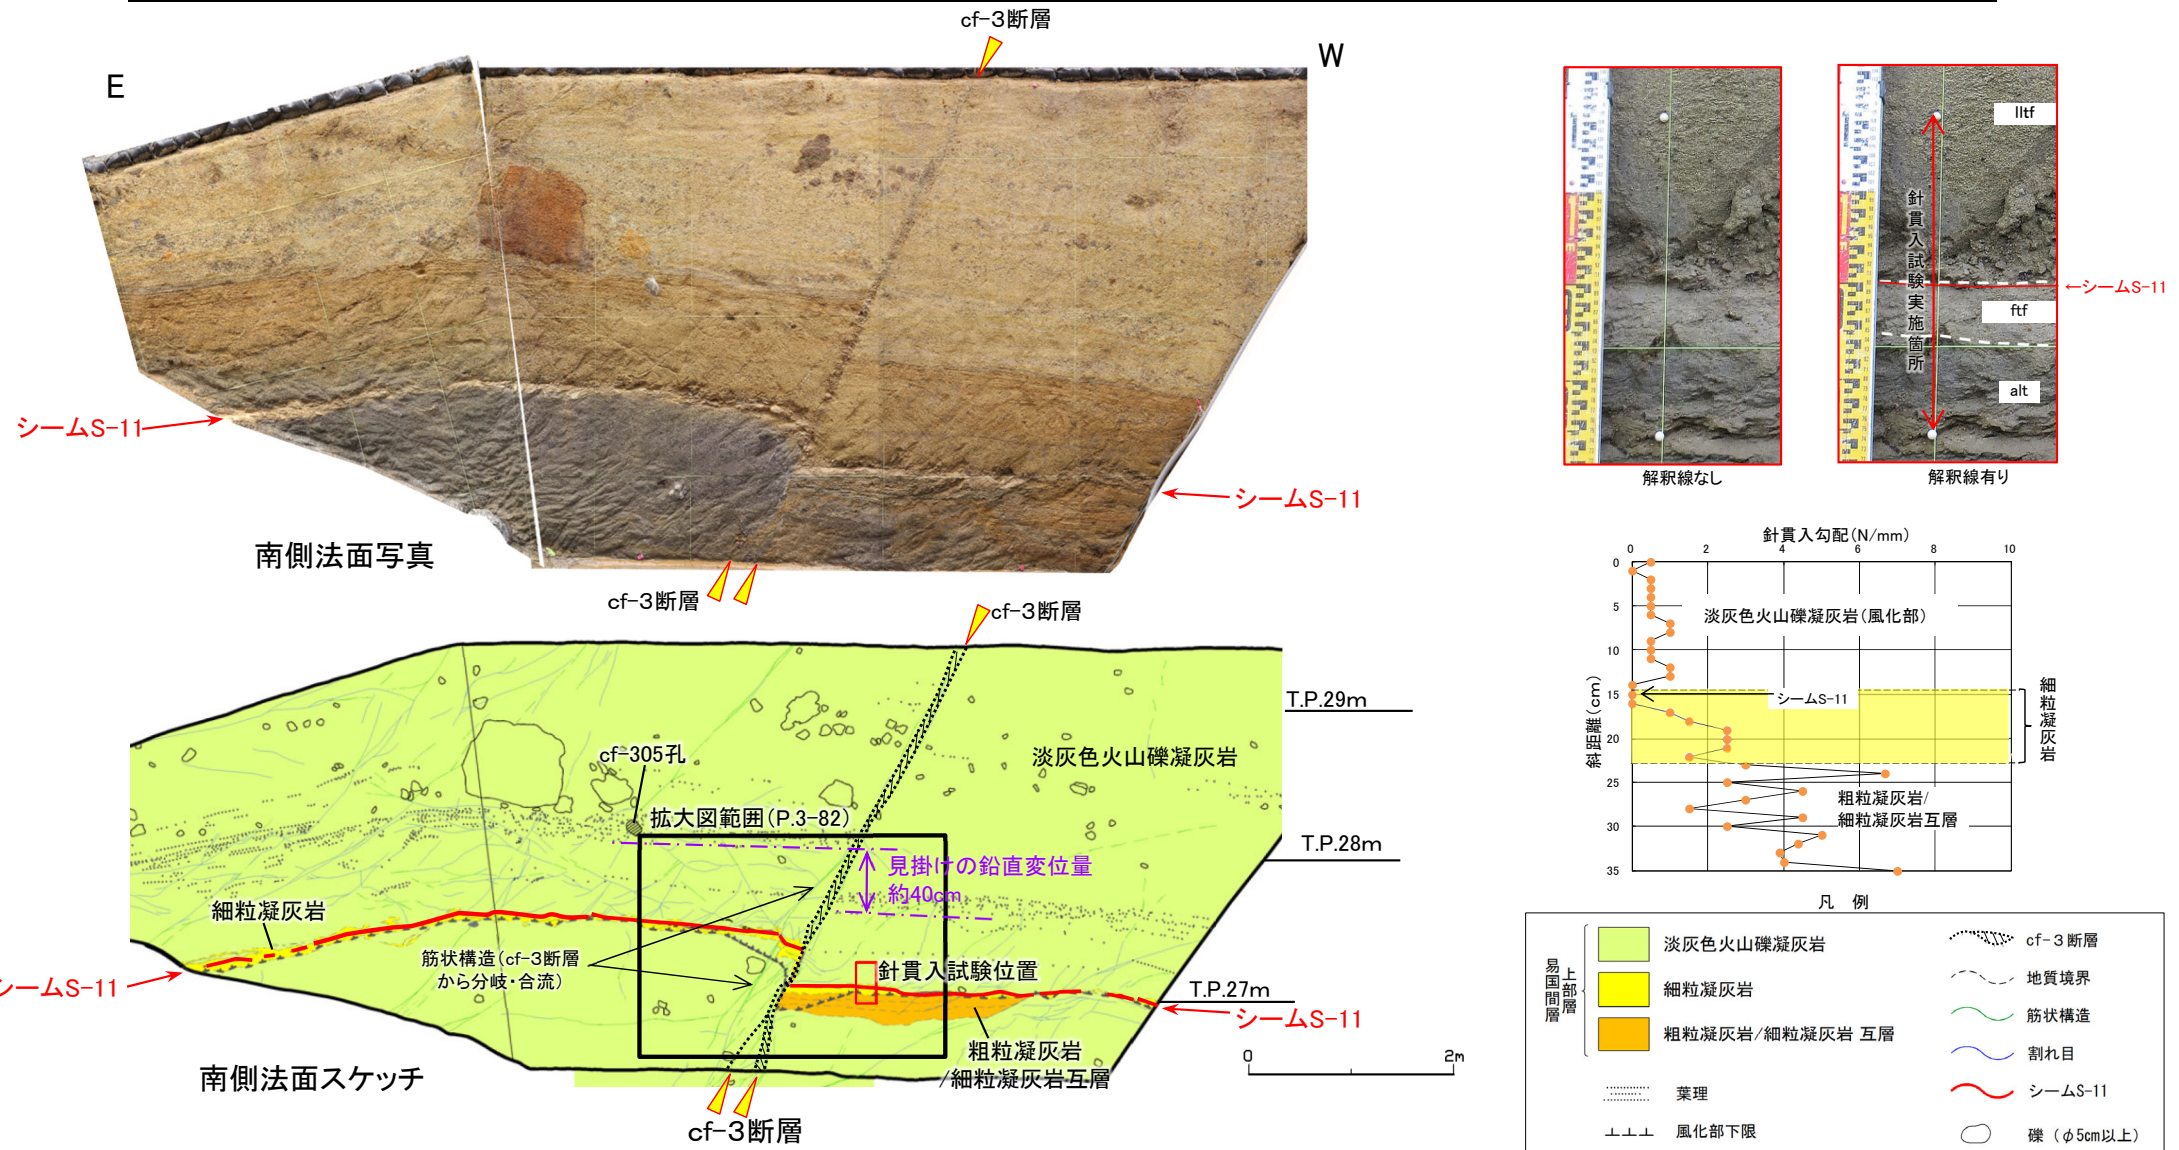 cf-3断層
E
W
シームS-11
シームS-11
南側法面写真
cf-3断層
cf-3断層
T.P.29m
淡灰色火山礫凝灰岩
cf-305孔
拡大図範囲(P.3-82)
T.P.28m
見掛けの鉛直変位量
約40cm
細粒凝灰岩
筋状構造(cf-3断層
から分岐・合流)
針貫入試験位置
シームS-11
T.P.27m
シームS-11
粗粒凝灰岩
/細粒凝灰岩互層
南側法面スケッチ
cf-3断層
0 2m
lltf
針貫入試験実施箇所
←シームS-11
ftf
alt
解釈線なし
解釈線有り
針貫入勾配(N/mm)
0 2 4 6 8 10
斜距離(cm)
0
5
10
15
20
25
30
35
淡灰色火山礫凝灰岩(風化部)
シームS-11
細粒凝灰岩
粗粒凝灰岩/
細粒凝灰岩互層
凡 例
易国間層
上部層
淡灰色火山礫凝灰岩
細粒凝灰岩
粗粒凝灰岩/細粒凝灰岩 互層
葉理
風化部下限
cf-3断層
地質境界
筋状構造
割れ目
シームS-11
礫 (φ5cm以上)